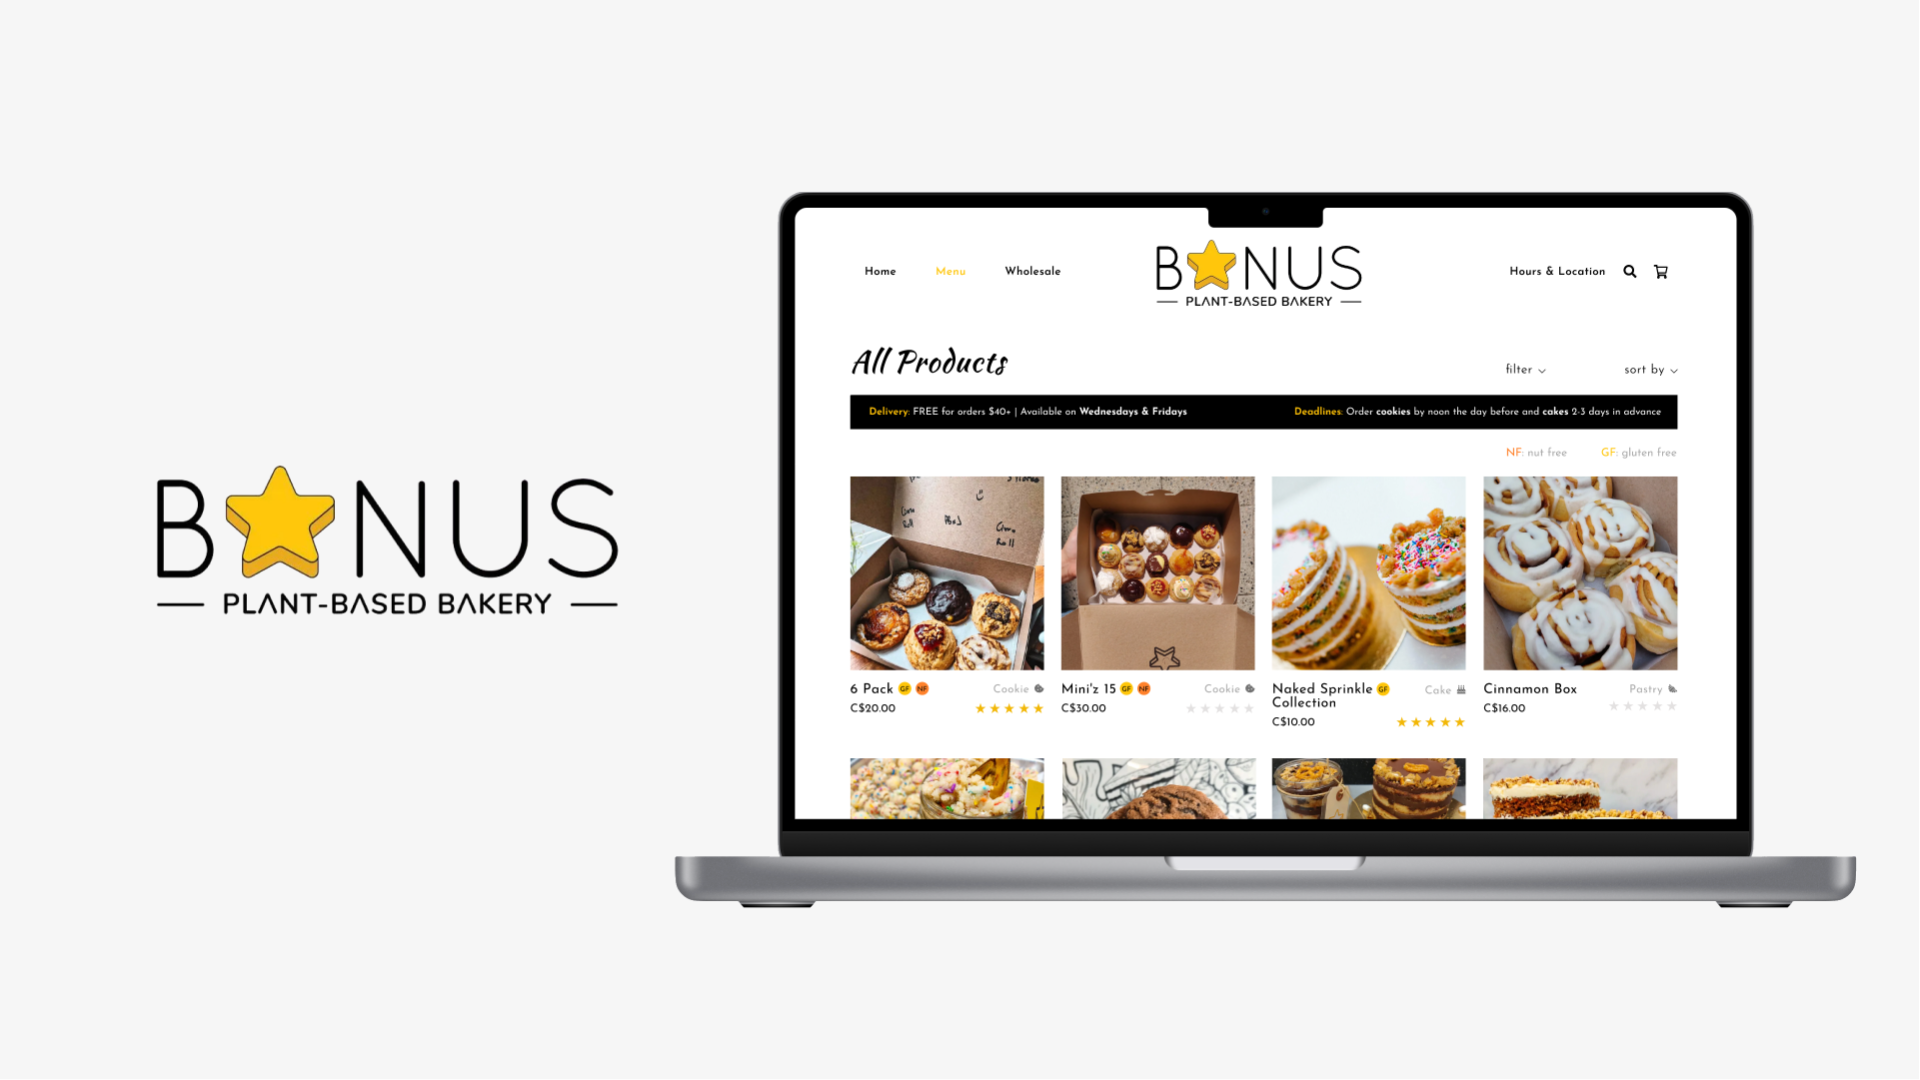 BONUS
PLANT-BASED BAKERY
Home Menu Wholesale
BONUS
PLANT-BASED BAKERY
Hours & Location
All Products
filter
sort by
Delivery: FREE for orders $40+ | Available on Wednesdays & Fridays
Deadlines: Order cookies by noon the day before and cakes 2-3 days in advance
NF: nut free
GF: gluten free
6 Pack GF NF
Cookie
C$20.00
Mini'z 15 GF NF
Cookie
C$30.00
Naked Sprinkle GF
Collection
Cake
C$10.00
Cinnamon Box
Pastry
C$16.00